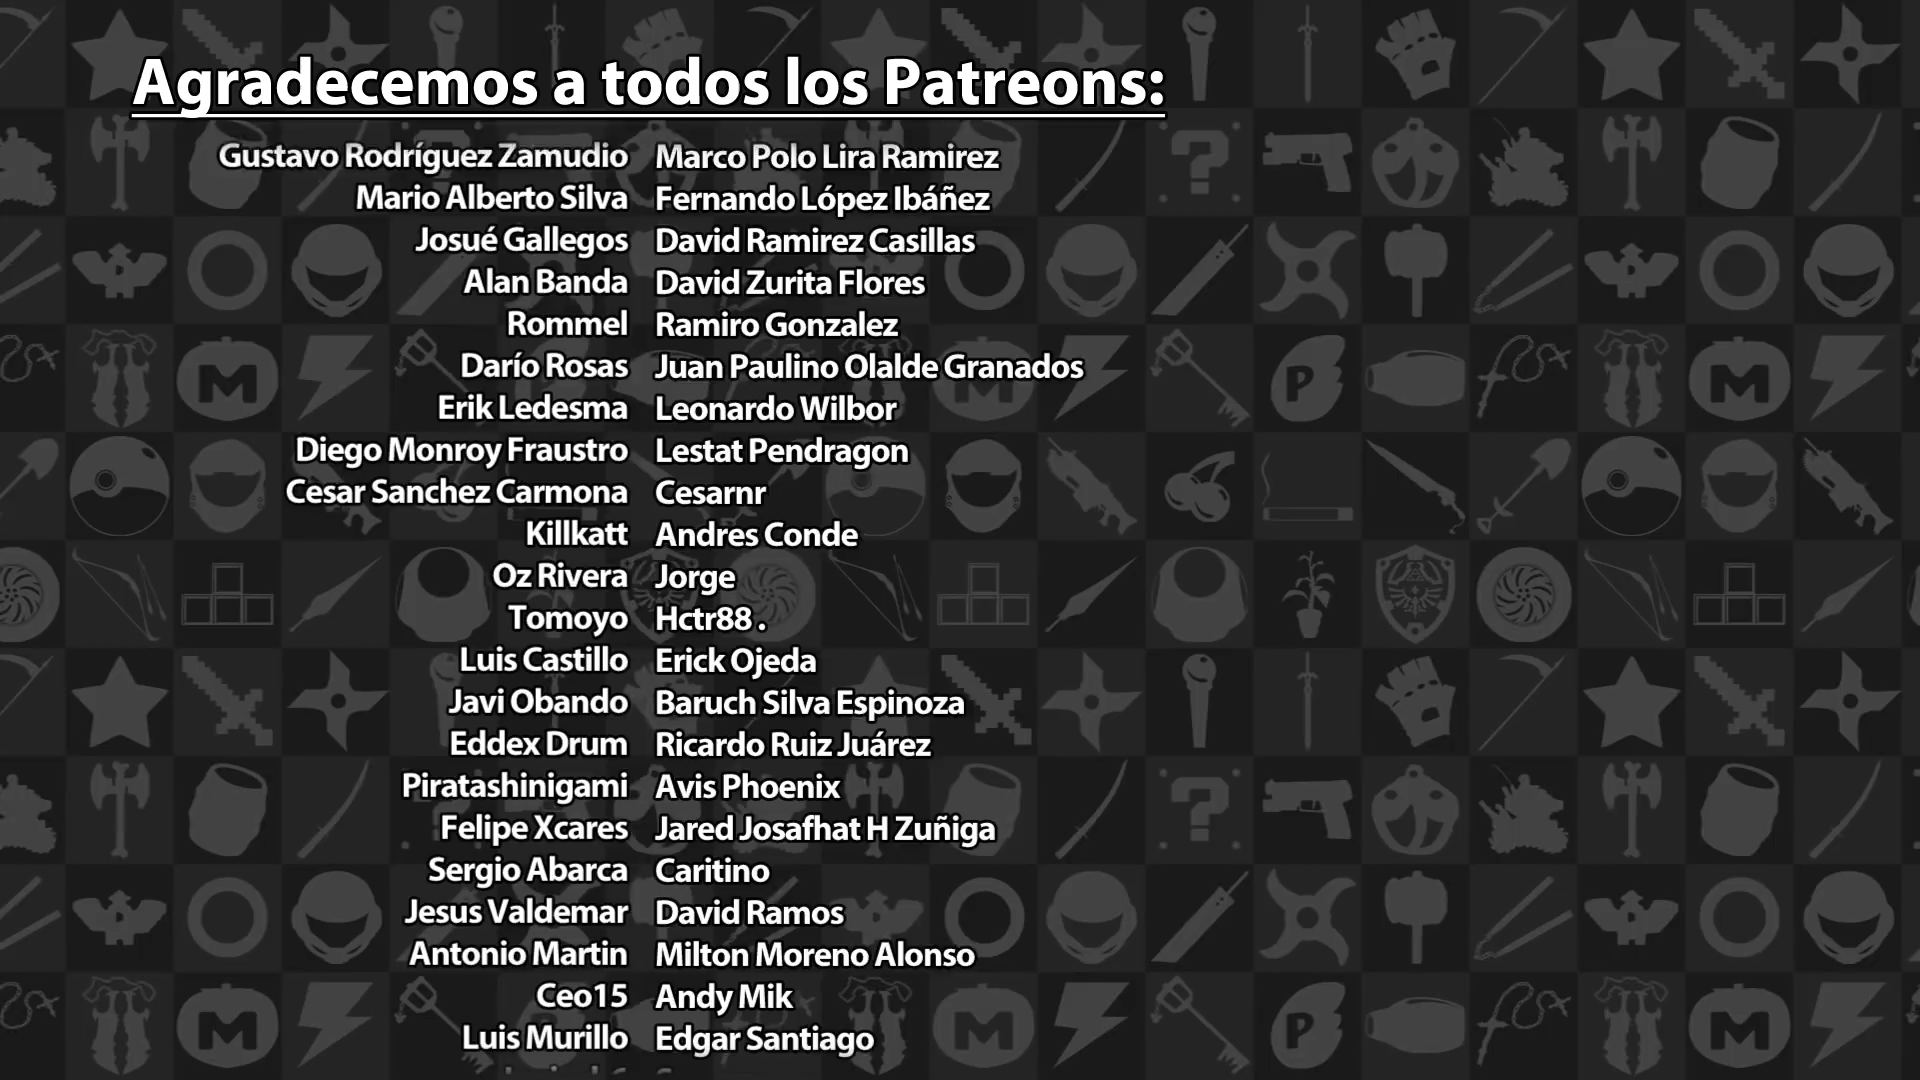 Agradecemos a todos los Patreons:
Gustavo Rodríguez Zamudio Marco Polo Lira Ramirez
Mario Alberto Silva Fernando López Ibáñez
Josué Gallegos David Ramirez Casillas
Alan Banda David Zurita Flores
Rommel Ramiro Gonzalez
Darío Rosas Juan Paulino Olalde Granados
Erik Ledesma Leonardo Wilbor
Diego Monroy Fraustro Lestat Pendragon
Cesar Sanchez Carmona Cesarnr
Killkatt Andres Conde
Oz Rivera Jorge
Tomoyo Hctr88 .
Luis Castillo Erick Ojeda
Javi Obando Baruch Silva Espinoza
Eddex Drum Ricardo Ruiz Juárez
Piratashinigami Avis Phoenix
Felipe Xcares Jared Josafhat H Zuñiga
Sergio Abarca Caritino
Jesus Valdemar David Ramos
Antonio Martin Milton Moreno Alonso
Ceo15 Andy Mik
Luis Murillo Edgar Santiago